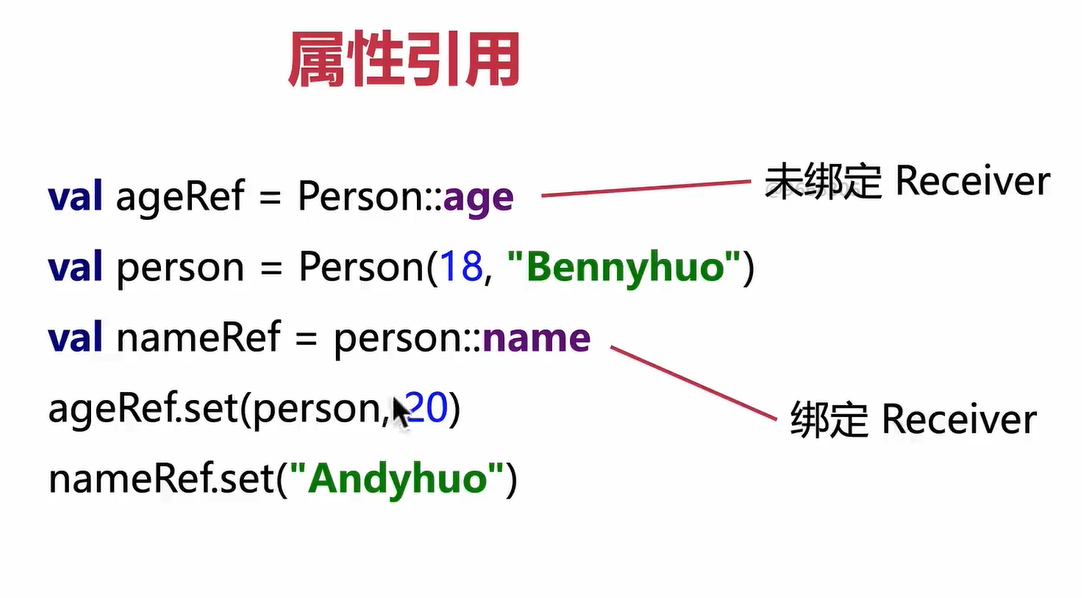 属性引用
val ageRef = Person::age
未绑定 Receiver
val person = Person(18, "Bennyhuo")
val nameRef = person::name
ageRef.set(person, 20)
绑定 Receiver
nameRef.set("Andyhuo")